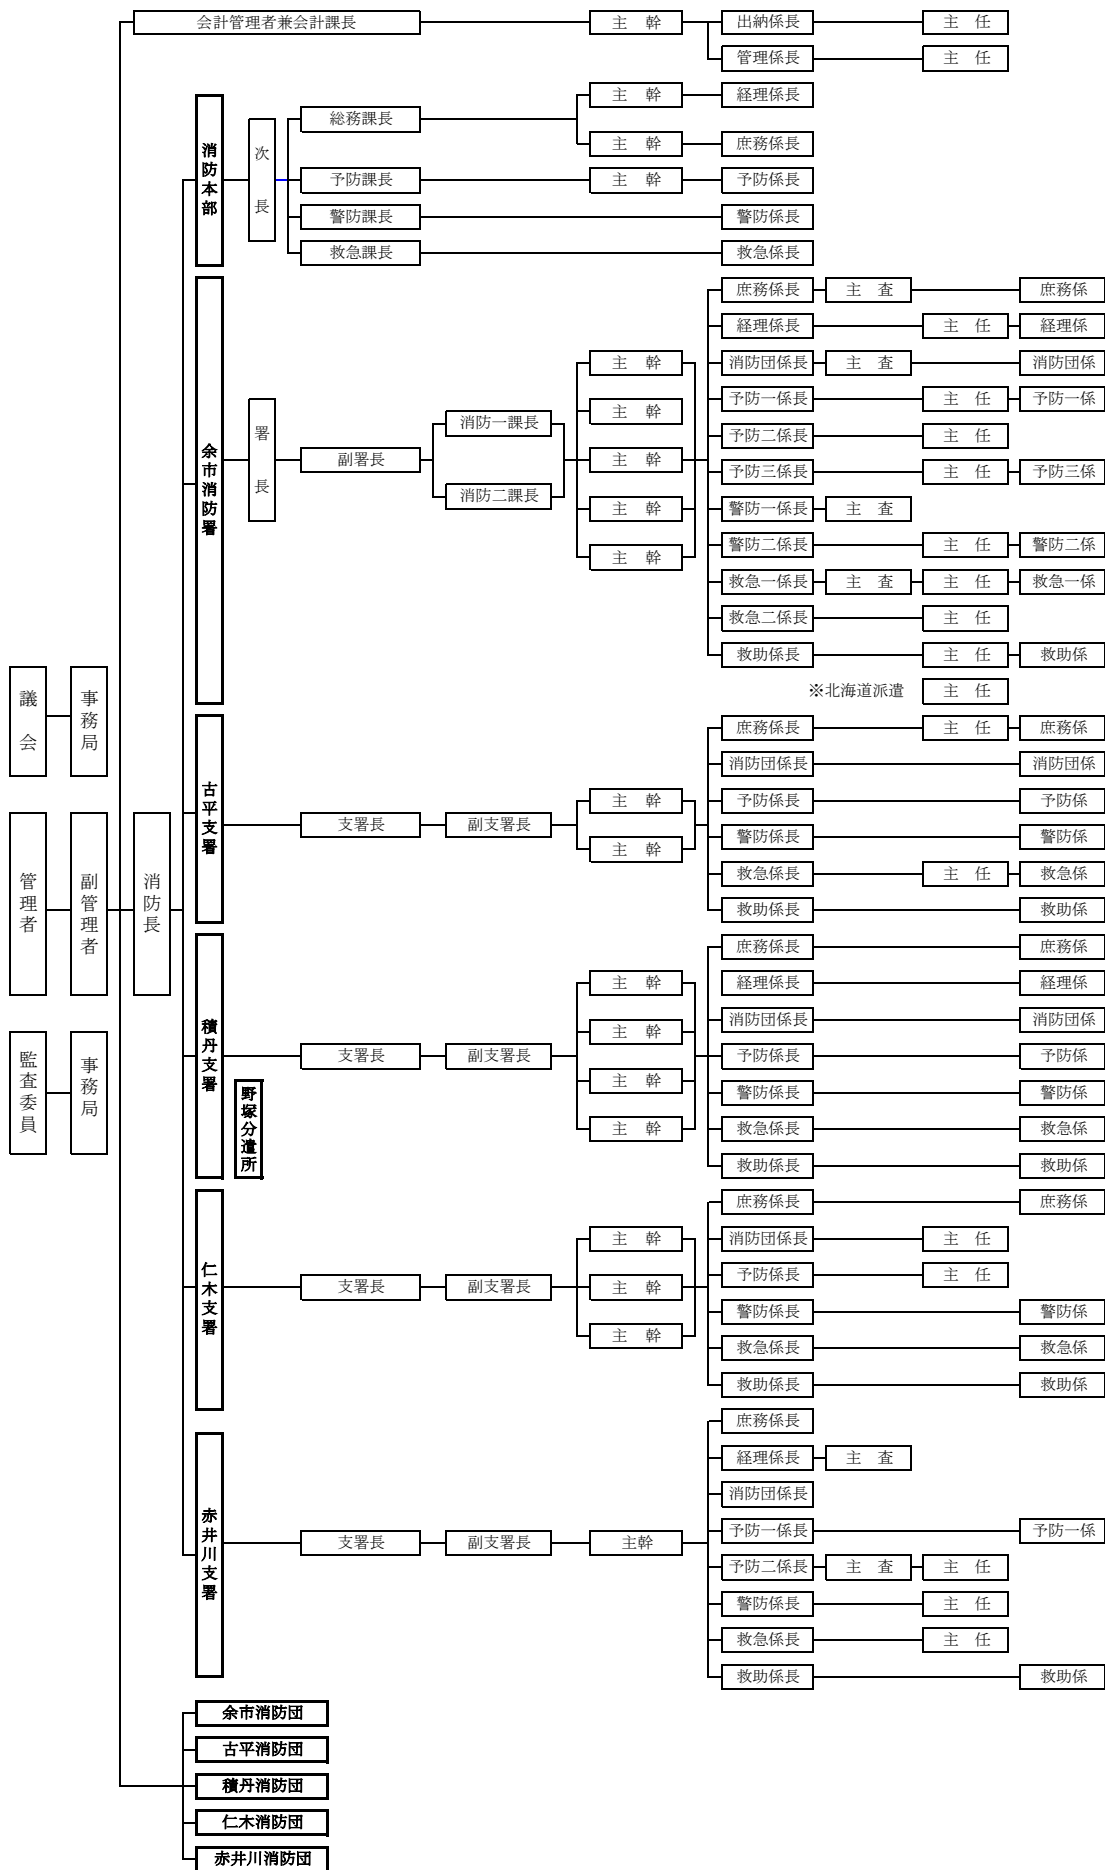 会計管理者兼会計課長 主　幹 出納係長 主　任
管理係長 主　任
消防本部
次長
総務課長 主　幹 経理係長
主　幹 庶務係長
予防課長 主　幹 予防係長
警防課長 警防係長
救急課長 救急係長
余市消防署
署長
副署長
消防一課長
消防二課長
主　幹
主　幹
主　幹
主　幹
主　幹
庶務係長 主　査 庶務係
経理係長 主　任 経理係
消防団係長 主　査 消防団係
予防一係長 主　任 予防一係
予防二係長 主　任
予防三係長 主　任 予防三係
警防一係長 主　査
警防二係長 主　任 警防二係
救急一係長 主　査 主　任 救急一係
救急二係長 主　任
救助係長 主　任 救助係
※北海道派遣 主　任
議会 事務局
管理者 副管理者 消防長
監査委員 事務局
古平支署
支署長 副支署長
主　幹
主　幹
庶務係長 主　任 庶務係
消防団係長 消防団係
予防係長 予防係
警防係長 警防係
救急係長 主　任 救急係
救助係長 救助係
積丹支署
野塚分遣所
支署長 副支署長
主　幹
主　幹
主　幹
主　幹
庶務係長 庶務係
経理係長 経理係
消防団係長 消防団係
予防係長 予防係
警防係長 警防係
救急係長 救急係
救助係長 救助係
仁木支署
支署長 副支署長
主　幹
主　幹
主　幹
庶務係長 庶務係
消防団係長 主　任
予防係長 主　任
警防係長 警防係
救急係長 救急係
救助係長 救助係
赤井川支署
支署長 副支署長 主幹
庶務係長
経理係長 主　査
消防団係長
予防一係長 予防一係
予防二係長 主　査 主　任
警防係長 主　任
救急係長 主　任
救助係長 救助係
余市消防団
古平消防団
積丹消防団
仁木消防団
赤井川消防団